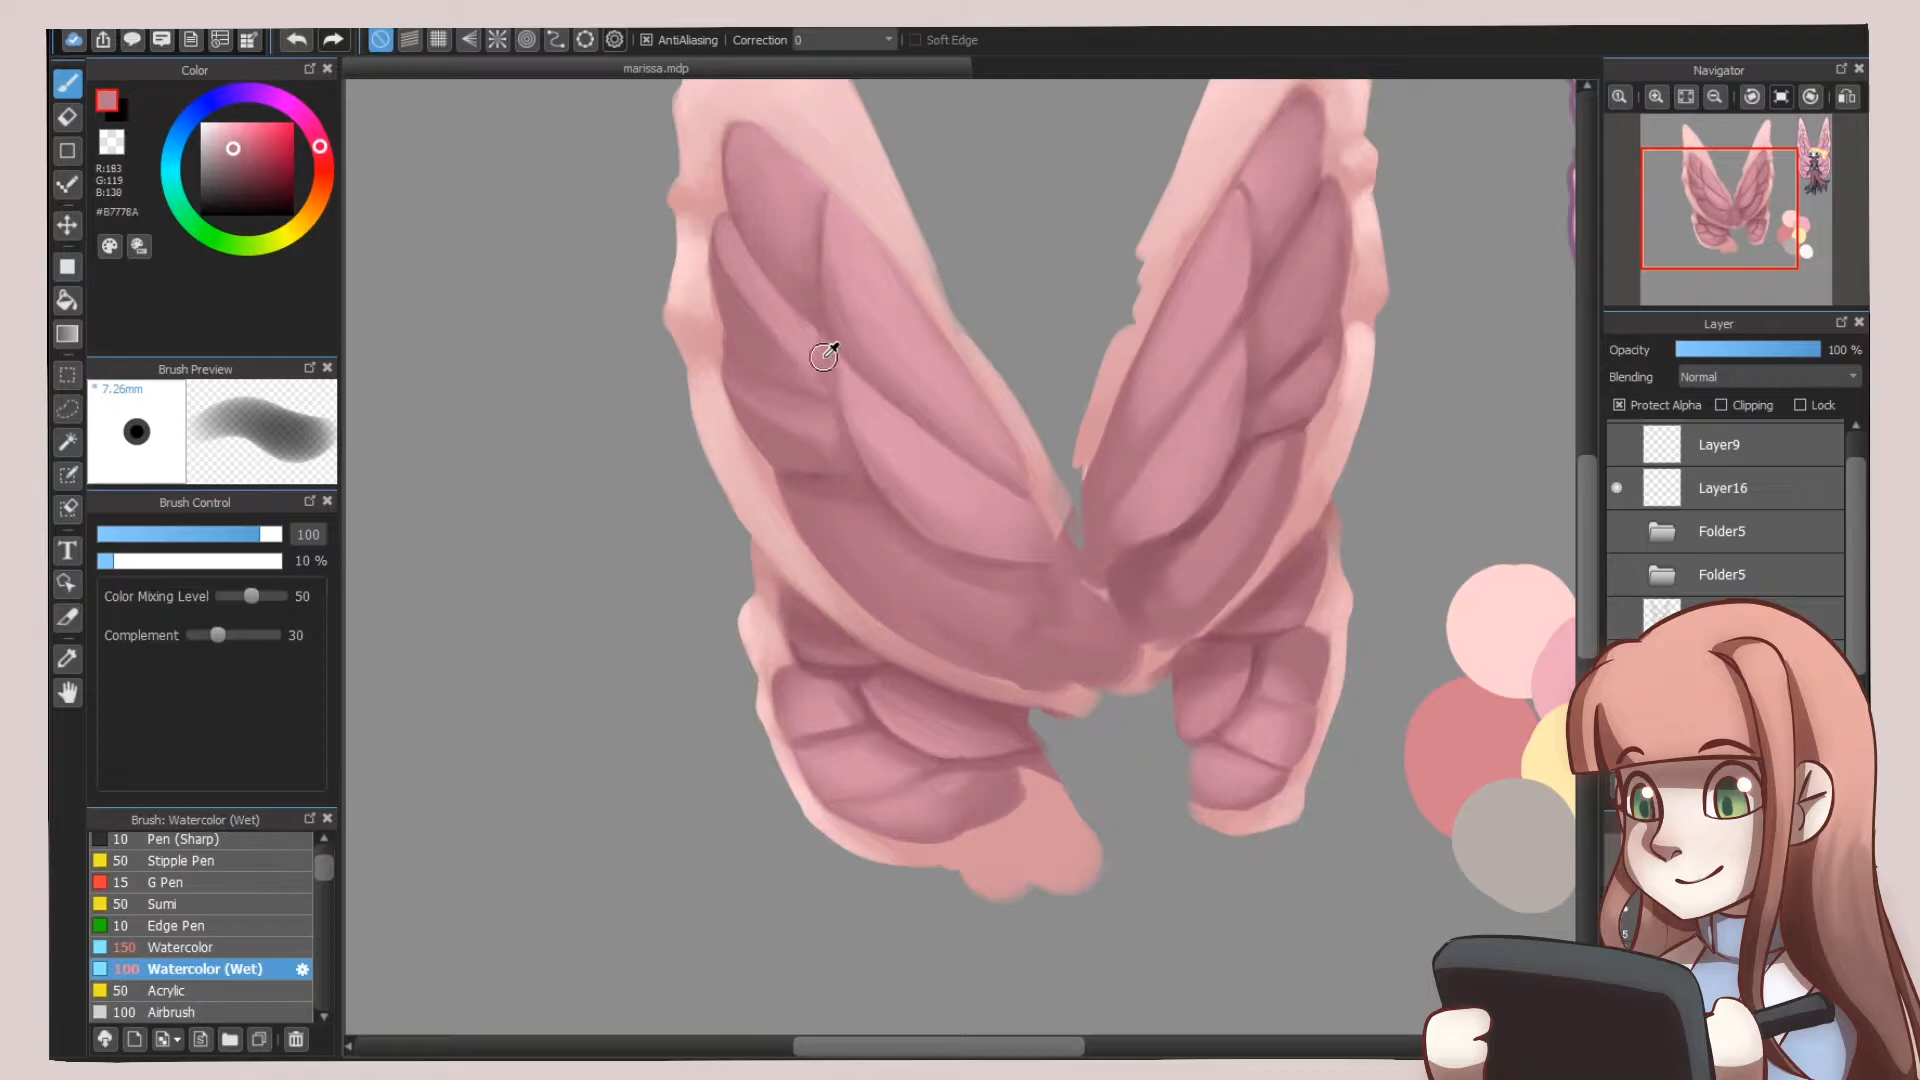 AntiAliasing Correction 0 Soft Edge
Color
marissa.mdp
Navigator
R:183
G:119
B:138
#B7778A
Layer
Opacity 100 %
Blending Normal
Protect Alpha Clipping Lock
Brush Preview
* 7.26mm
Layer9
Layer16
Brush Control
100
Folder5
10 %
Folder5
Color Mixing Level 50
Complement 30
Brush: Watercolor (Wet)
10 Pen (Sharp)
50 Stipple Pen
15 G Pen
50 Sumi
10 Edge Pen
150 Watercolor
100 Watercolor (Wet)
50 Acrylic
100 Airbrush